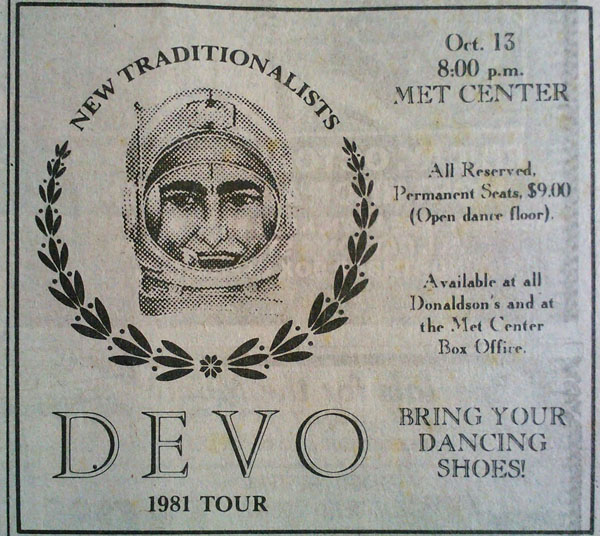 NEW TRADITIONALISTS
DEVO
1981 TOUR
Oct. 13
8:00 p.m.
MET CENTER
All Reserved,
Permanent Seats, $9.00
(Open dance floor).
Available at all
Donaldson's and at
the Met Center
Box Office.
BRING YOUR
DANCING
SHOES!